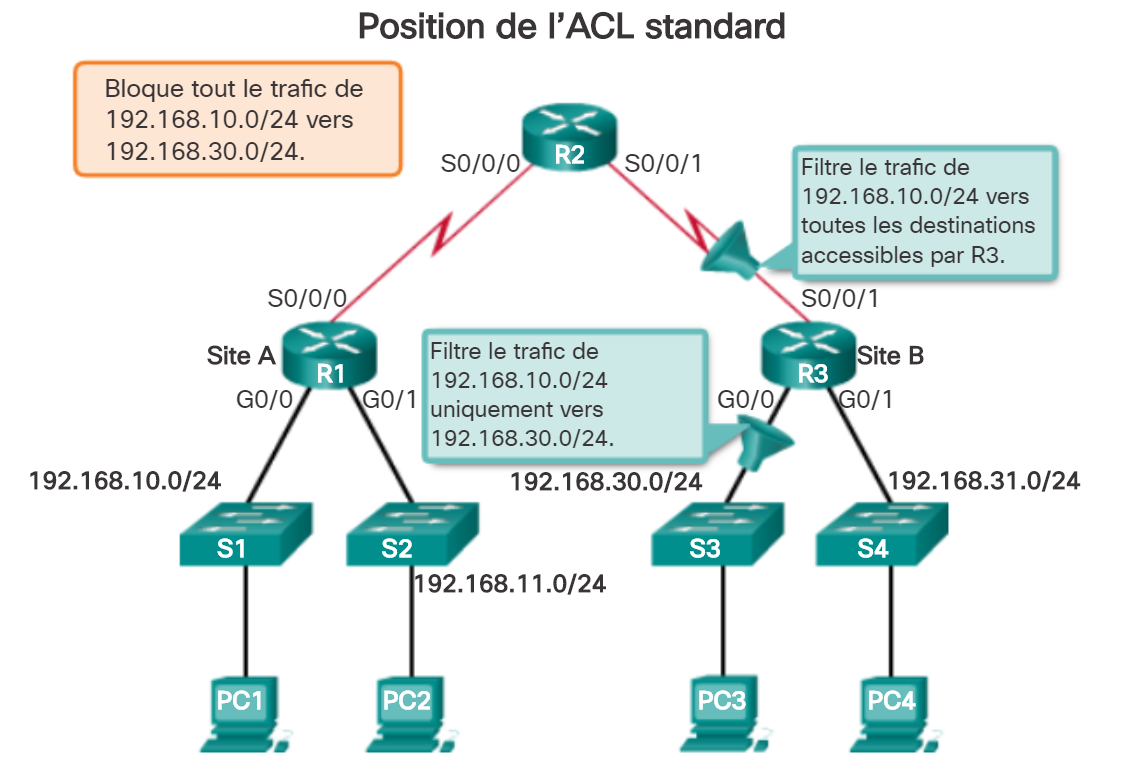 Position de l'ACL standard
Bloque tout le trafic de
192.168.10.0/24 vers
192.168.30.0/24.
R2
S0/0/0
S0/0/1
Filtre le trafic de
192.168.10.0/24 vers
toutes les destinations
accessibles par R3.
S0/0/0
S0/0/1
Site A
R1
Filtre le trafic de
192.168.10.0/24
uniquement vers
192.168.30.0/24.
R3
Site B
G0/0
G0/1
G0/0
G0/1
192.168.10.0/24
192.168.30.0/24
192.168.31.0/24
S1
S2
S3
S4
192.168.11.0/24
PC1
PC2
PC3
PC4